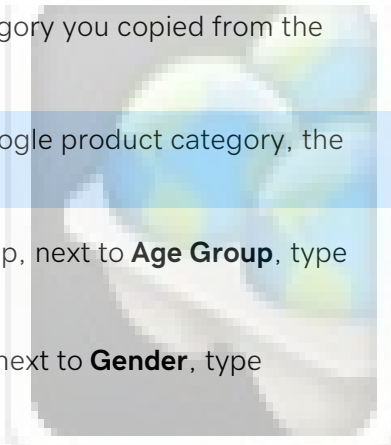 gory you copied from the
ogle product category, the
p, next to Age Group, type
next to Gender, type